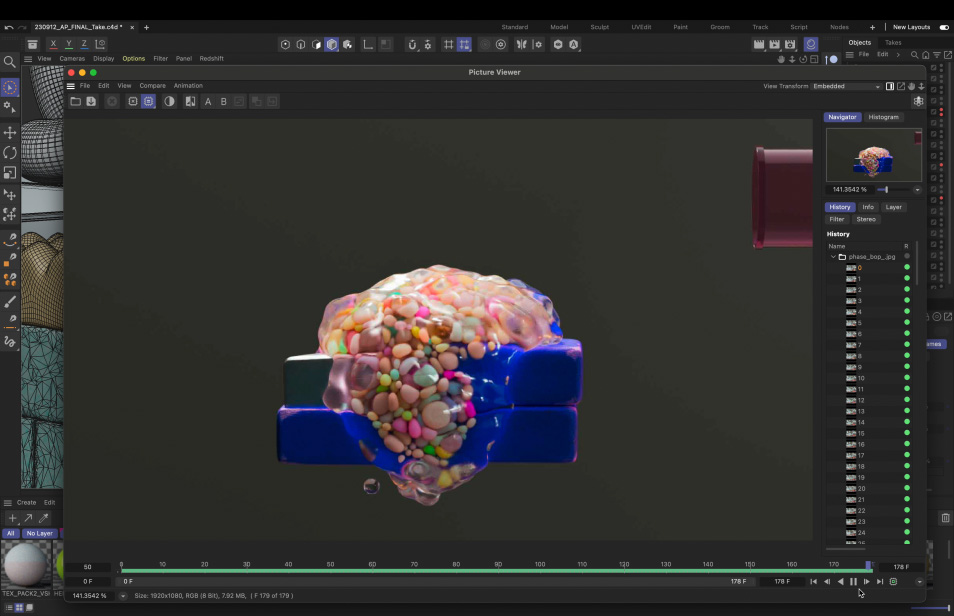 230912_AP_FINAL_Take.c4d *
Standard Model Sculpt UVEdit Paint Groom Track Script Nodes New Layouts
X Y Z
Objects Takes
View Cameras Display Options Filter Panel Redshift
File Edit
Picture Viewer
File Edit View Compare Animation
View Transform Embedded
A B
Navigator Histogram
141.3542 %
History Info Layer
Filter Stereo
History
Name R
phase_bop_.jpg
0
1
2
3
4
5
6
7
8
9
10
11
12
13
14
15
16
17
18
19
20
21
22
23
24
Create Edit
All No Layer
50 0 10 20 30 40 50 60 70 80 90 100 110 120 130 140 150 160 170 178 F
0 F 0 F 178 F 178 F
TEX_PACK2_VS
141.3542 % Size: 1920x1080, RGB (8 Bit), 7.92 MB, ( F 179 of 179 )